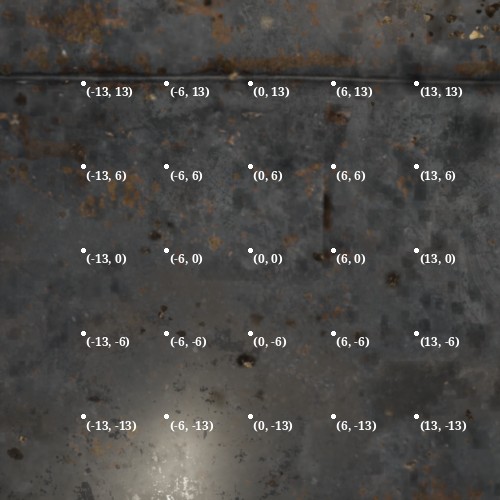 (-13, 13) (-6, 13) (0, 13) (6, 13) (13, 13)
(-13, 6) (-6, 6) (0, 6) (6, 6) (13, 6)
(-13, 0) (-6, 0) (0, 0) (6, 0) (13, 0)
(-13, -6) (-6, -6) (0, -6) (6, -6) (13, -6)
(-13, -13) (-6, -13) (0, -13) (6, -13) (13, -13)